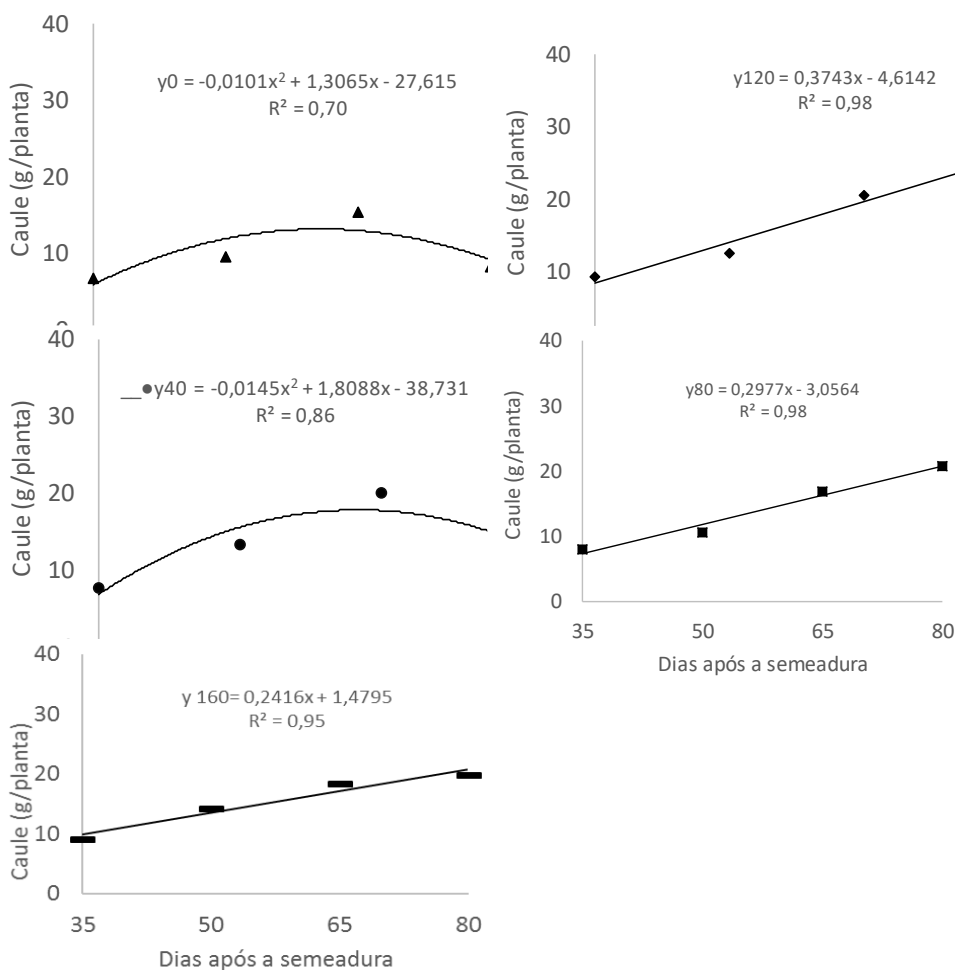 40
30
20
10
0
Caule (g/planta)
y0 = -0,0101x² + 1,3065x - 27,615
R² = 0,70
40
30
20
10
Caule (g/planta)
y120 = 0,3743x - 4,6142
R² = 0,98
40
30
20
10
Caule (g/planta)
y40 = -0,0145x² + 1,8088x - 38,731
R² = 0,86
40
30
20
10
0
Caule (g/planta)
y80 = 0,2977x - 3,0564
R² = 0,98
35 50 65 80
Dias após a semeadura
40
30
20
10
0
Caule (g/planta)
y 160= 0,2416x + 1,4795
R² = 0,95
35 50 65 80
Dias após a semeadura